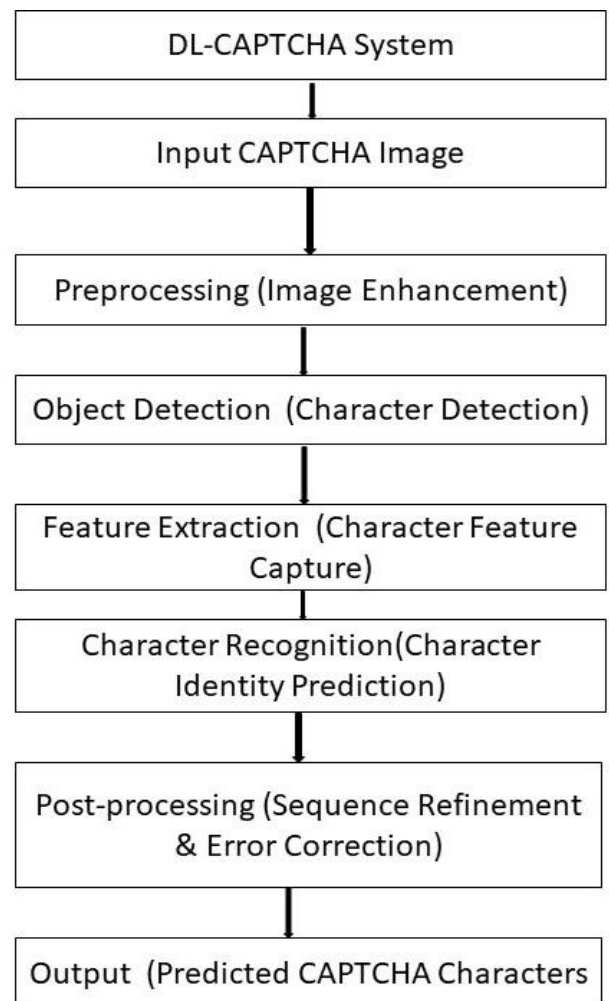 DL-CAPTCHA System
Input CAPTCHA Image
Preprocessing (Image Enhancement)
Object Detection (Character Detection)
Feature Extraction (Character Feature
Capture)
Character Recognition(Character
Identity Prediction)
Post-processing (Sequence Refinement
& Error Correction)
Output (Predicted CAPTCHA Characters